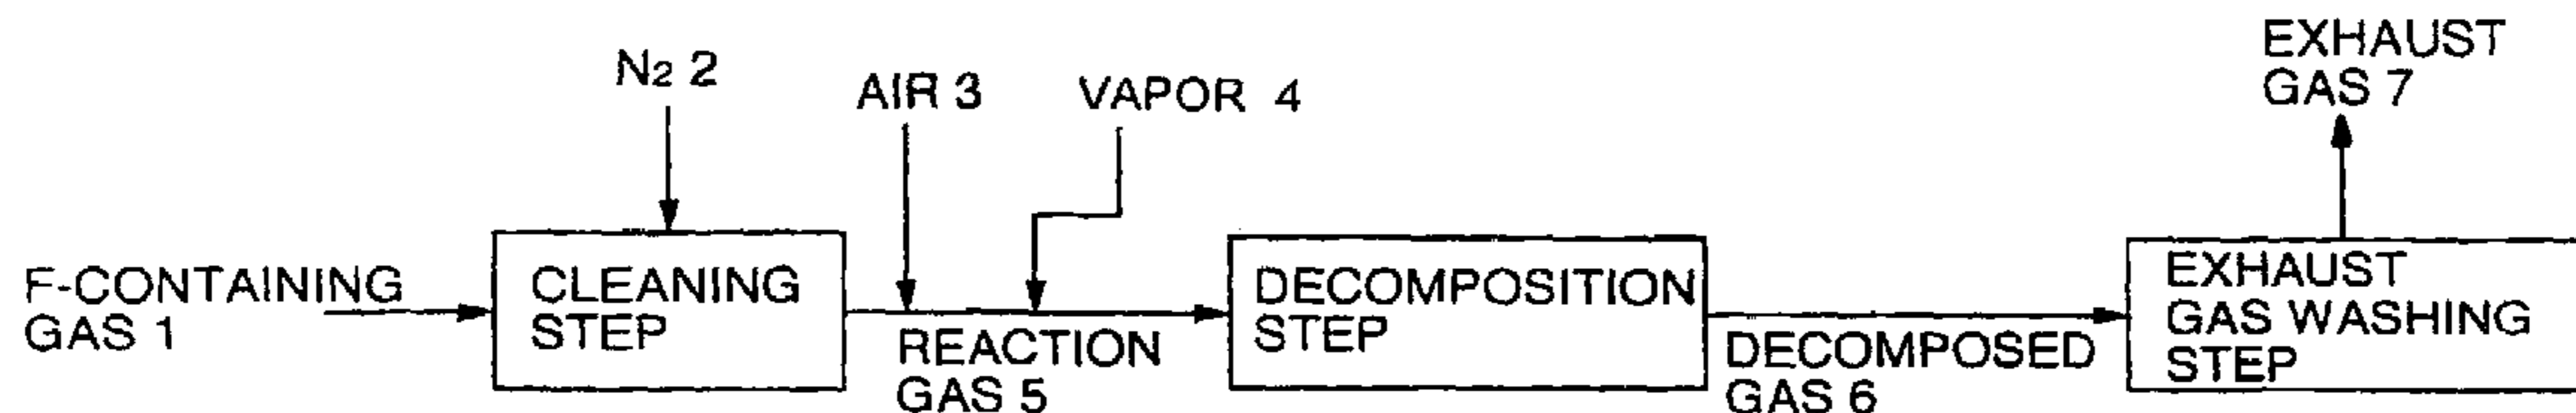 F-CONTAINING
GAS 1
N₂ 2
CLEANING
STEP
AIR 3
VAPOR 4
REACTION
GAS 5
DECOMPOSITION
STEP
DECOMPOSED
GAS 6
EXHAUST
GAS WASHING
STEP
EXHAUST
GAS 7